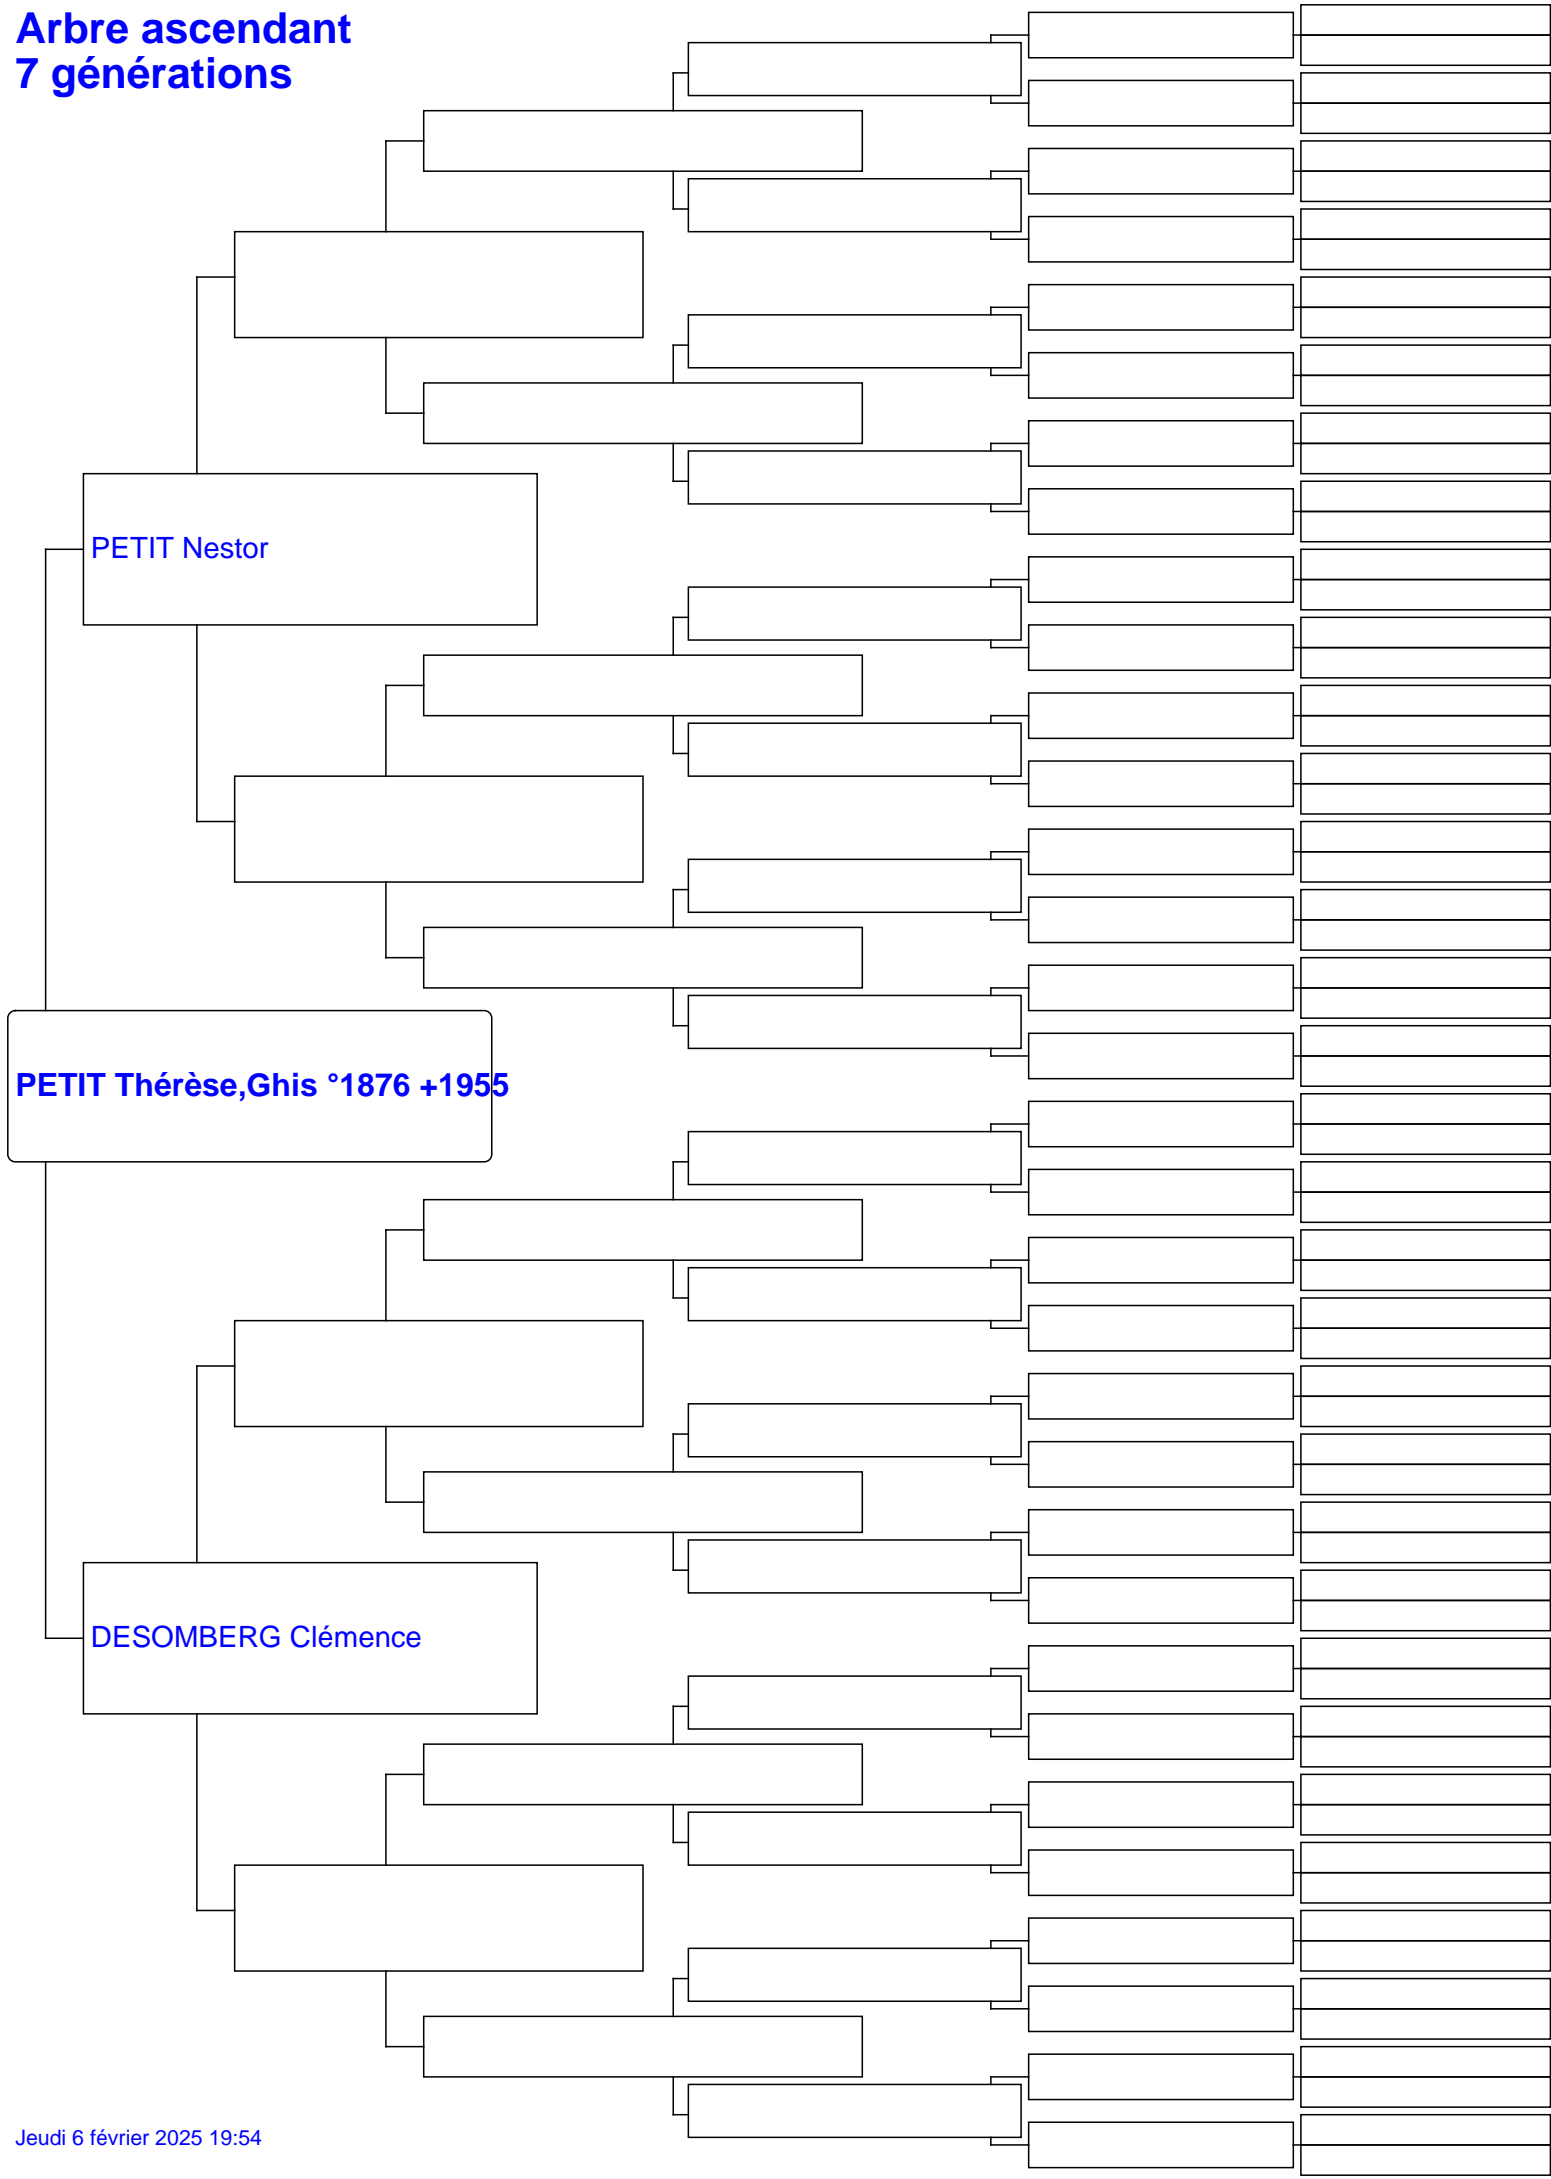 Arbre ascendant
7 générations
PETIT Nestor
PETIT Thérèse,Ghis °1876 +1955
DESOMBERG Clémence
Jeudi 6 février 2025 19:54